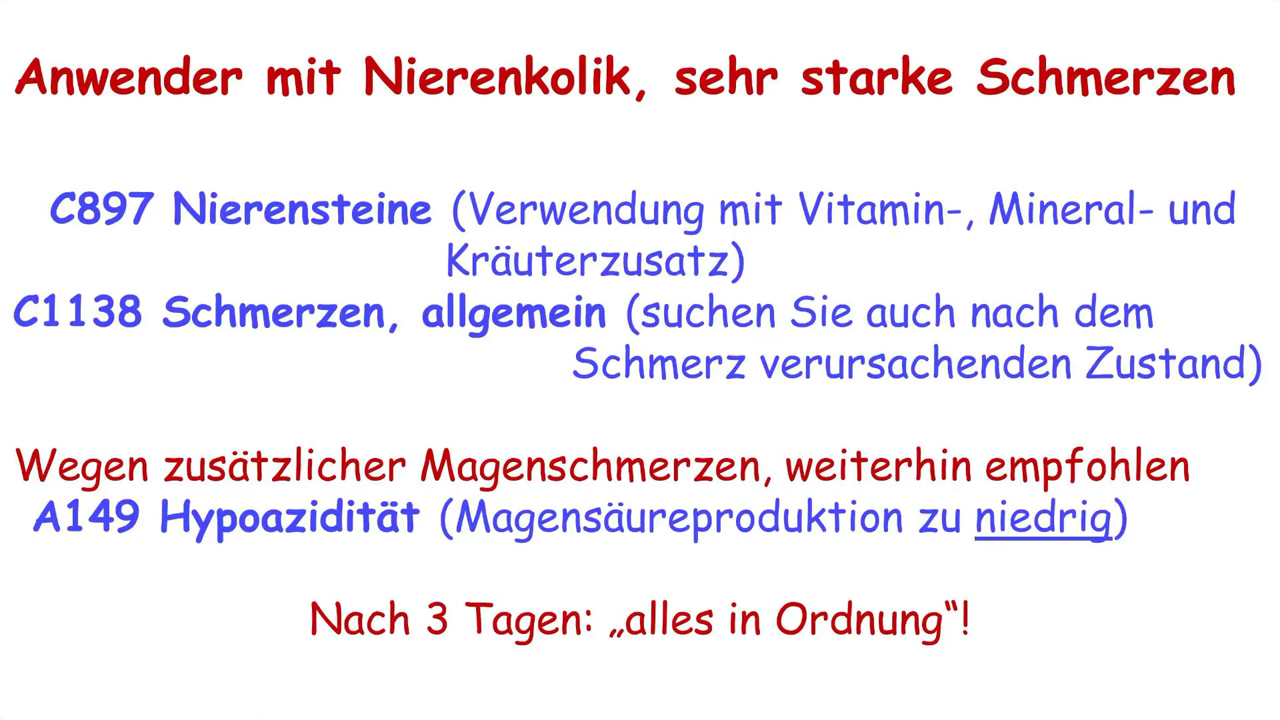 Anwender mit Nierenkolik, sehr starke Schmerzen
C897 Nierensteine (Verwendung mit Vitamin-, Mineral- und
Kräuterzusatz)
C1138 Schmerzen, allgemein (suchen Sie auch nach dem
Schmerz verursachenden Zustand)
Wegen zusätzlicher Magenschmerzen, weiterhin empfohlen
A149 Hypoazidität (Magensäureproduktion zu niedrig)
Nach 3 Tagen: „alles in Ordnung“!